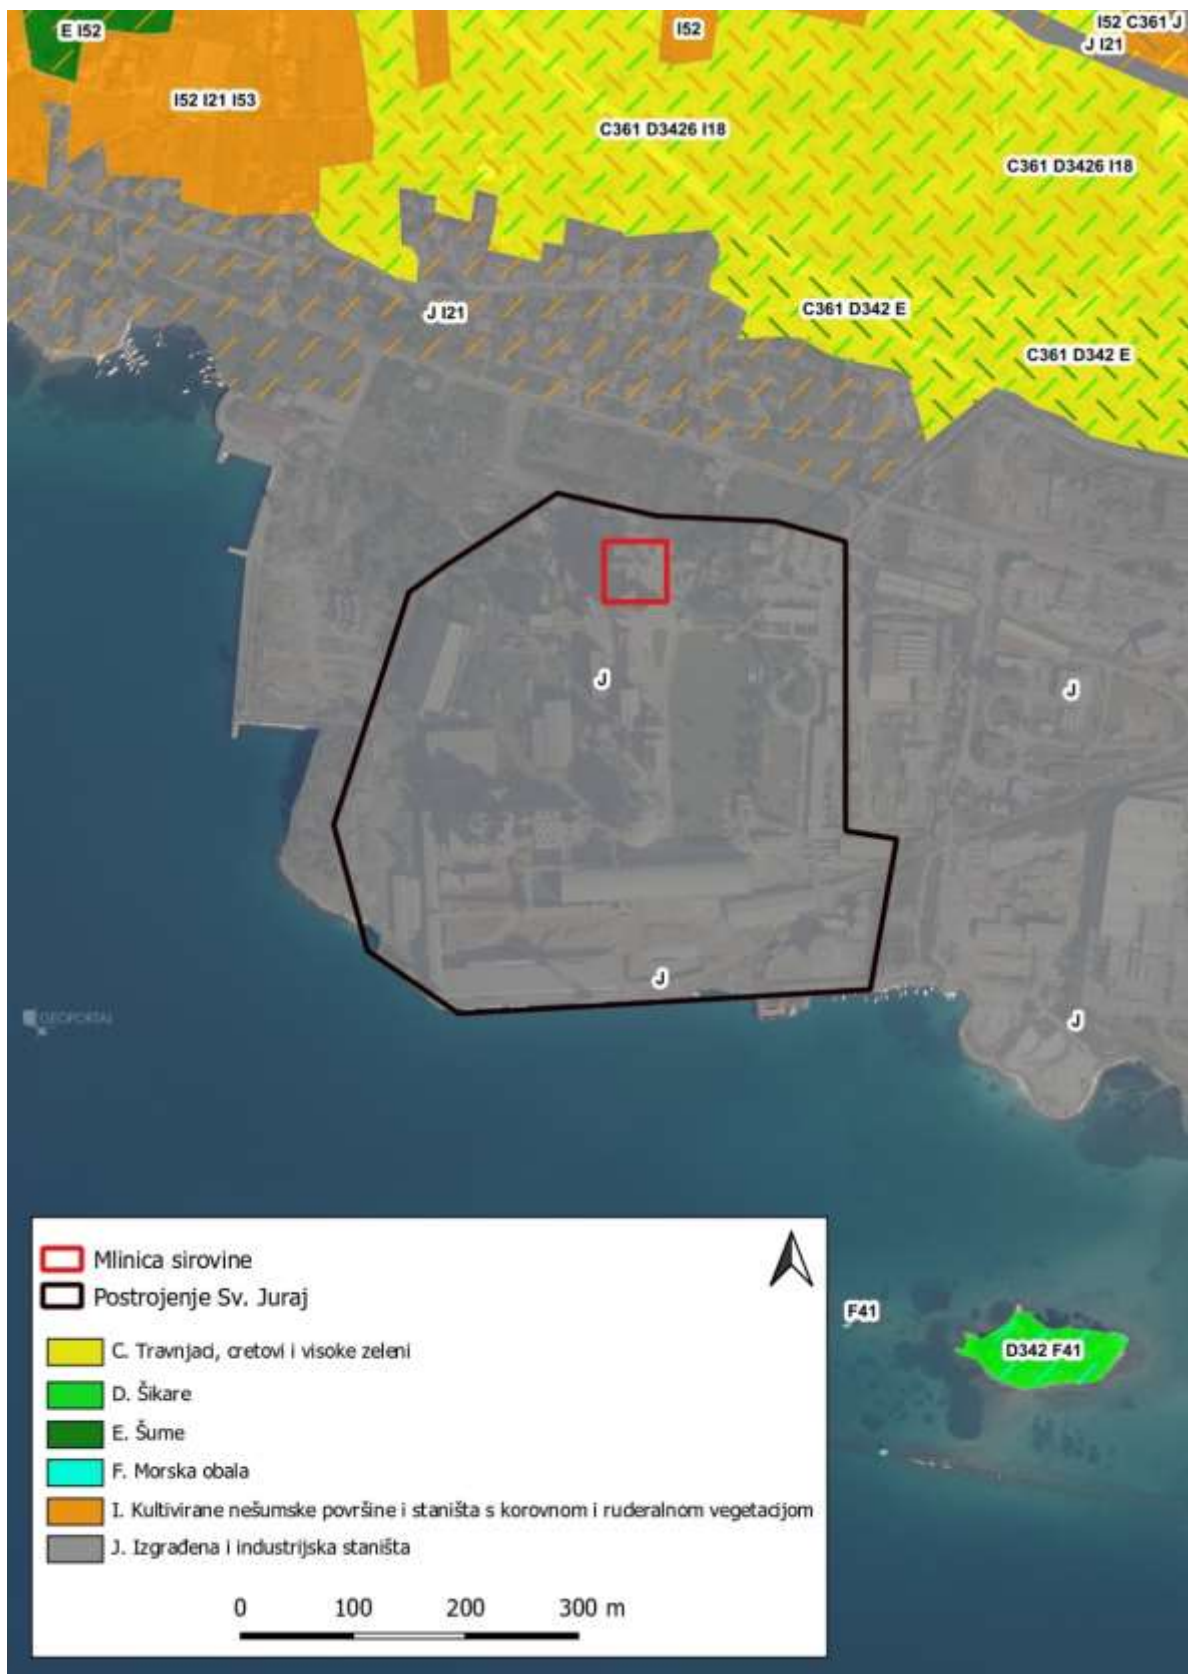 E I52
I52
I52 C361 J
J I21
I52 I21 I53
C361 D3426 I18
C361 D3426 I18
J I21
C361 D342 E
C361 D342 E
J
J
J
J
GEOPORTAL
F41
D342 F41
Mlinica sirovine
Postrojenje Sv. Juraj
C. Travnjaci, cretovi i visoke zeleni
D. Šikare
E. Šume
F. Morska obala
I. Kultivirane nešumske površine i staništa s korovnom i ruderalnom vegetacijom
J. Izgrađena i industrijska staništa
0 100 200 300 m